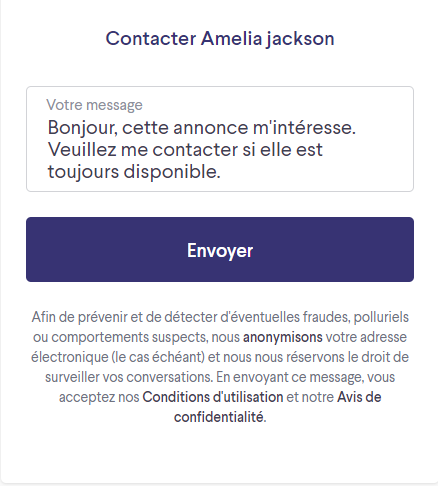 Contacter Amelia jackson
Votre message
Bonjour, cette annonce m'intéresse.
Veuillez me contacter si elle est
toujours disponible.
Envoyer
Afin de prévenir et de détecter d'éventuelles fraudes, polluriels
ou comportements suspects, nous anonymisons votre adresse
électronique (le cas échéant) et nous nous réservons le droit de
surveiller vos conversations. En envoyant ce message, vous
acceptez nos Conditions d'utilisation et notre Avis de
confidentialité.